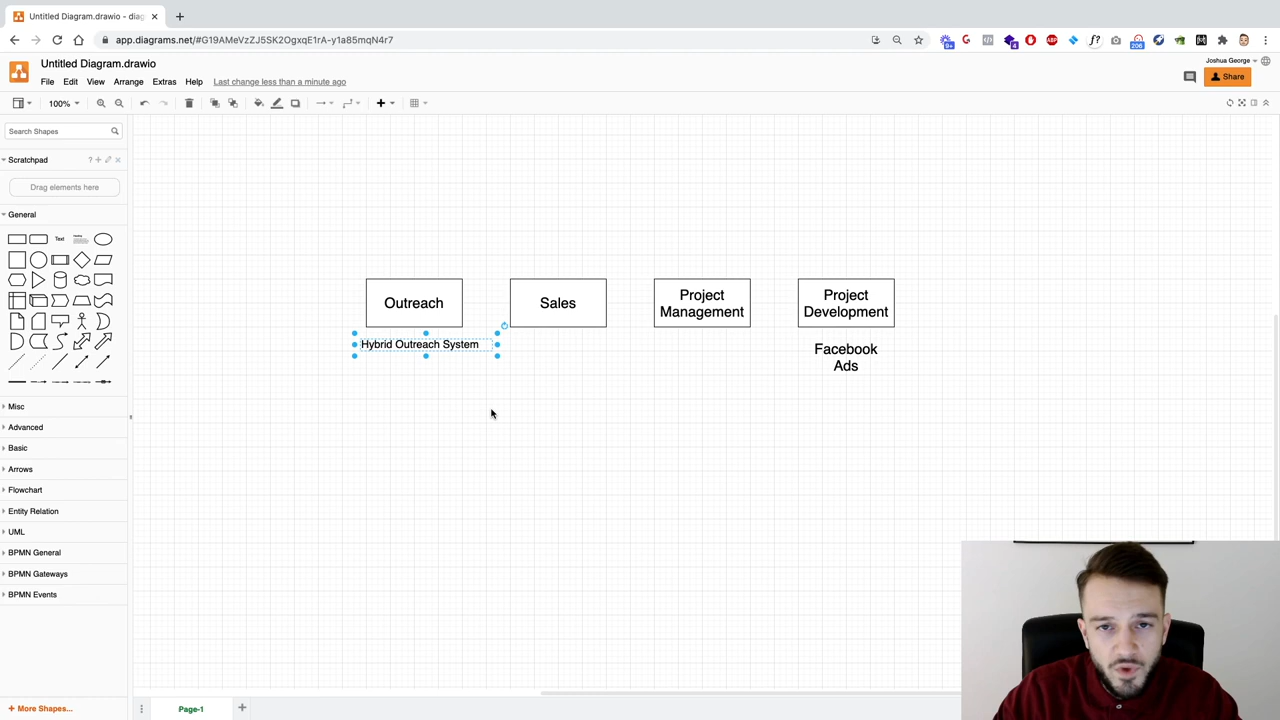 Untitled Diagram.drawio - diag
app.diagrams.net/#G19AMeVzZJ5SK2OgxqE1rA-y1a85mqN4r7
9+
4
206
Untitled Diagram.drawio
Joshua George
File Edit View Arrange Extras Help Last change less than a minute ago
Share
100%
Search Shapes
Scratchpad
Drag elements here
General
Text
Misc
Advanced
Basic
Arrows
Flowchart
Entity Relation
UML
BPMN General
BPMN Gateways
BPMN Events
+ More Shapes...
Outreach
Hybrid Outreach System
Sales
Project
Management
Project
Development
Facebook
Ads
Page-1